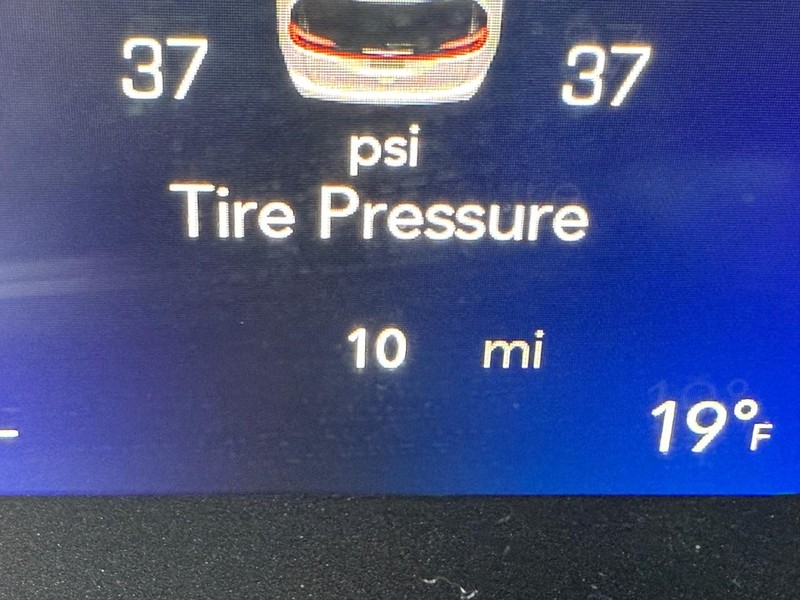 37 37
psi
Tire Pressure
10 mi
19°F